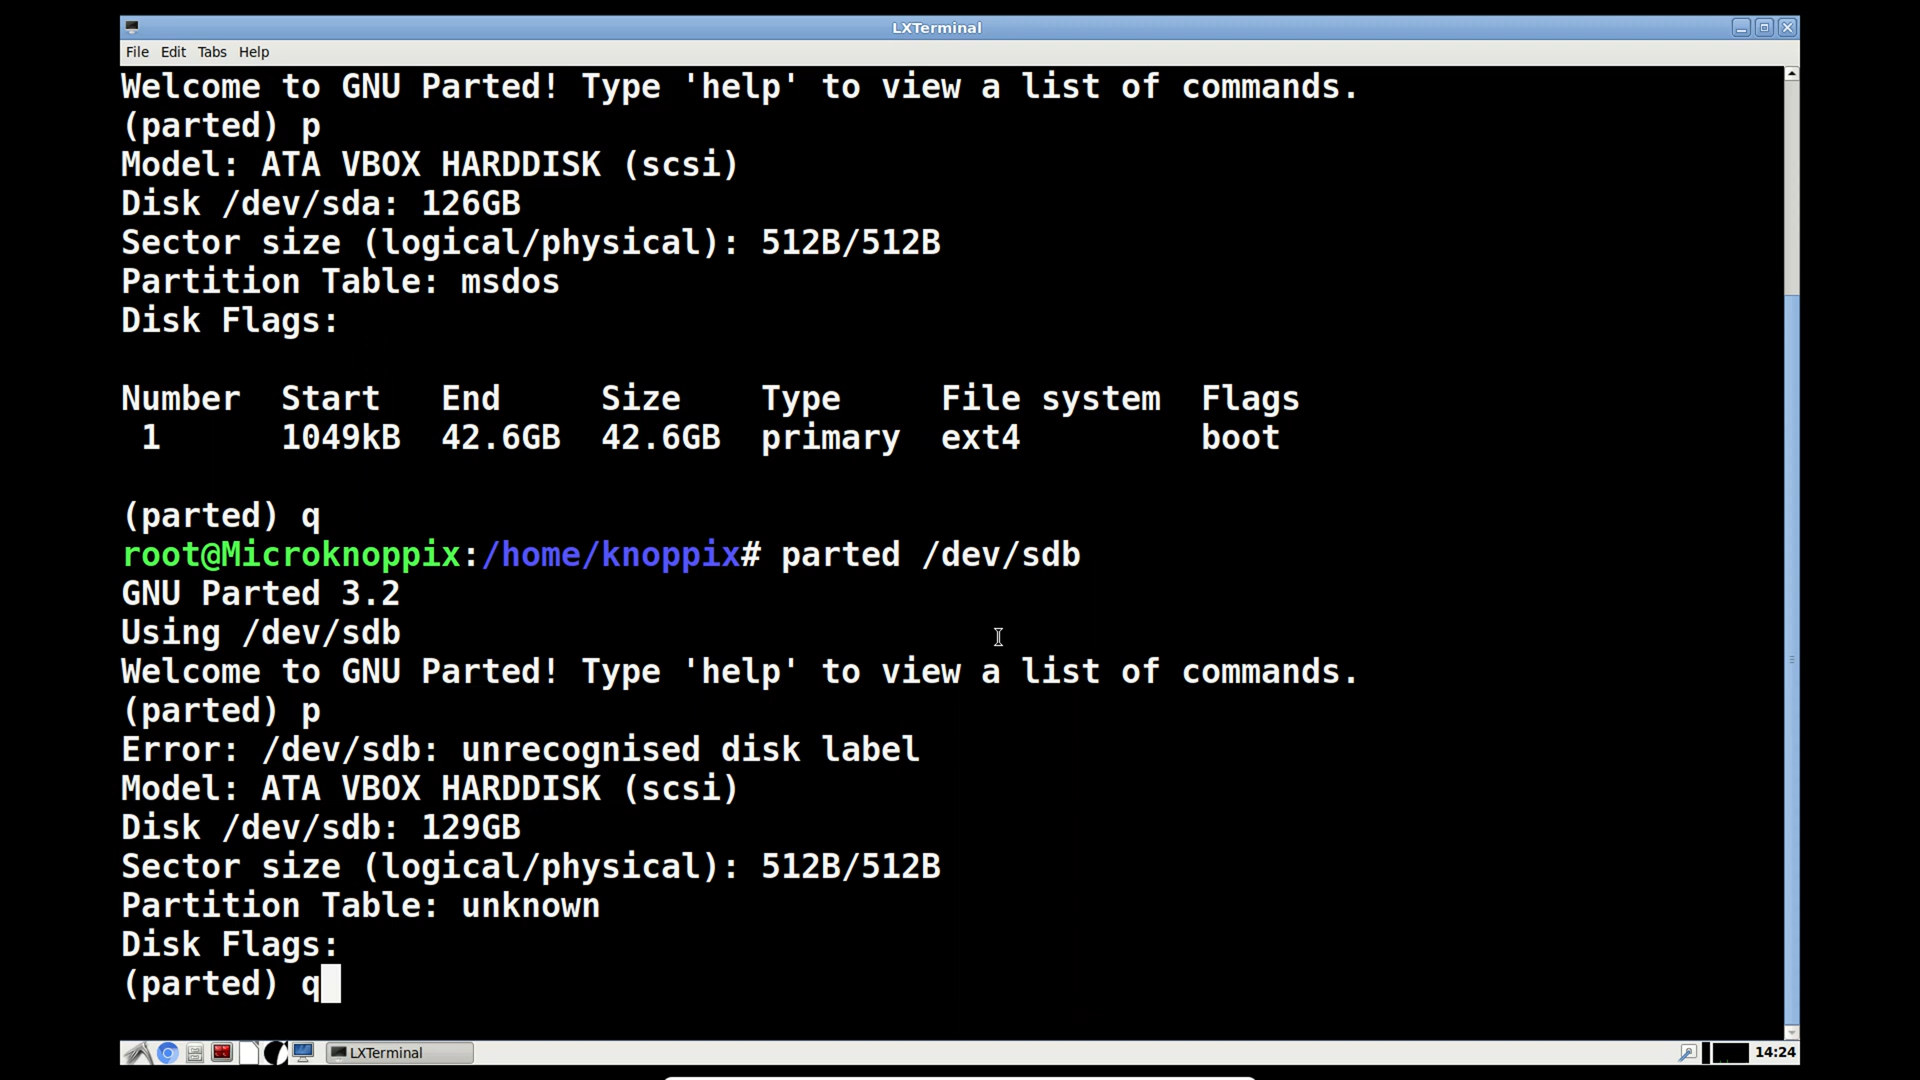 LXTerminal
File Edit Tabs Help
Welcome to GNU Parted! Type 'help' to view a list of commands.
(parted) p
Model: ATA VBOX HARDDISK (scsi)
Disk /dev/sda: 126GB
Sector size (logical/physical): 512B/512B
Partition Table: msdos
Disk Flags:
Number Start End Size Type File system Flags
1 1049kB 42.6GB 42.6GB primary ext4 boot
(parted) q
root@Microknoppix:/home/knoppix# parted /dev/sdb
GNU Parted 3.2
Using /dev/sdb
Welcome to GNU Parted! Type 'help' to view a list of commands.
(parted) p
Error: /dev/sdb: unrecognised disk label
Model: ATA VBOX HARDDISK (scsi)
Disk /dev/sdb: 129GB
Sector size (logical/physical): 512B/512B
Partition Table: unknown
Disk Flags:
(parted) q
LXTerminal 14:24